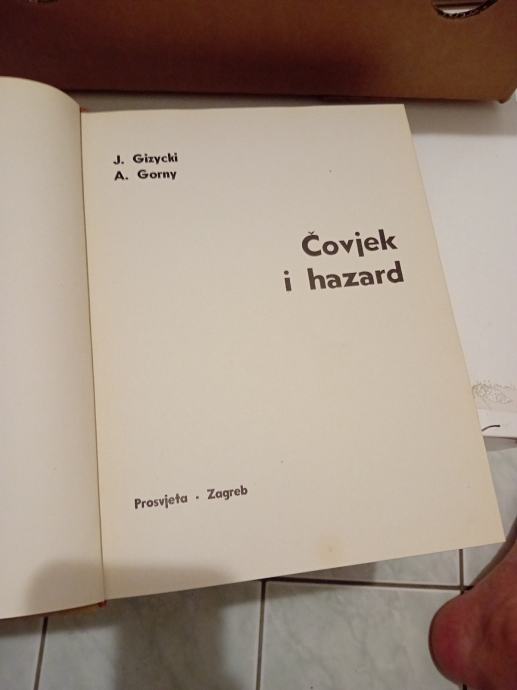 J. Gizycki
A. Gorny
Čovjek
i hazard
Prosvjeta · Zagreb